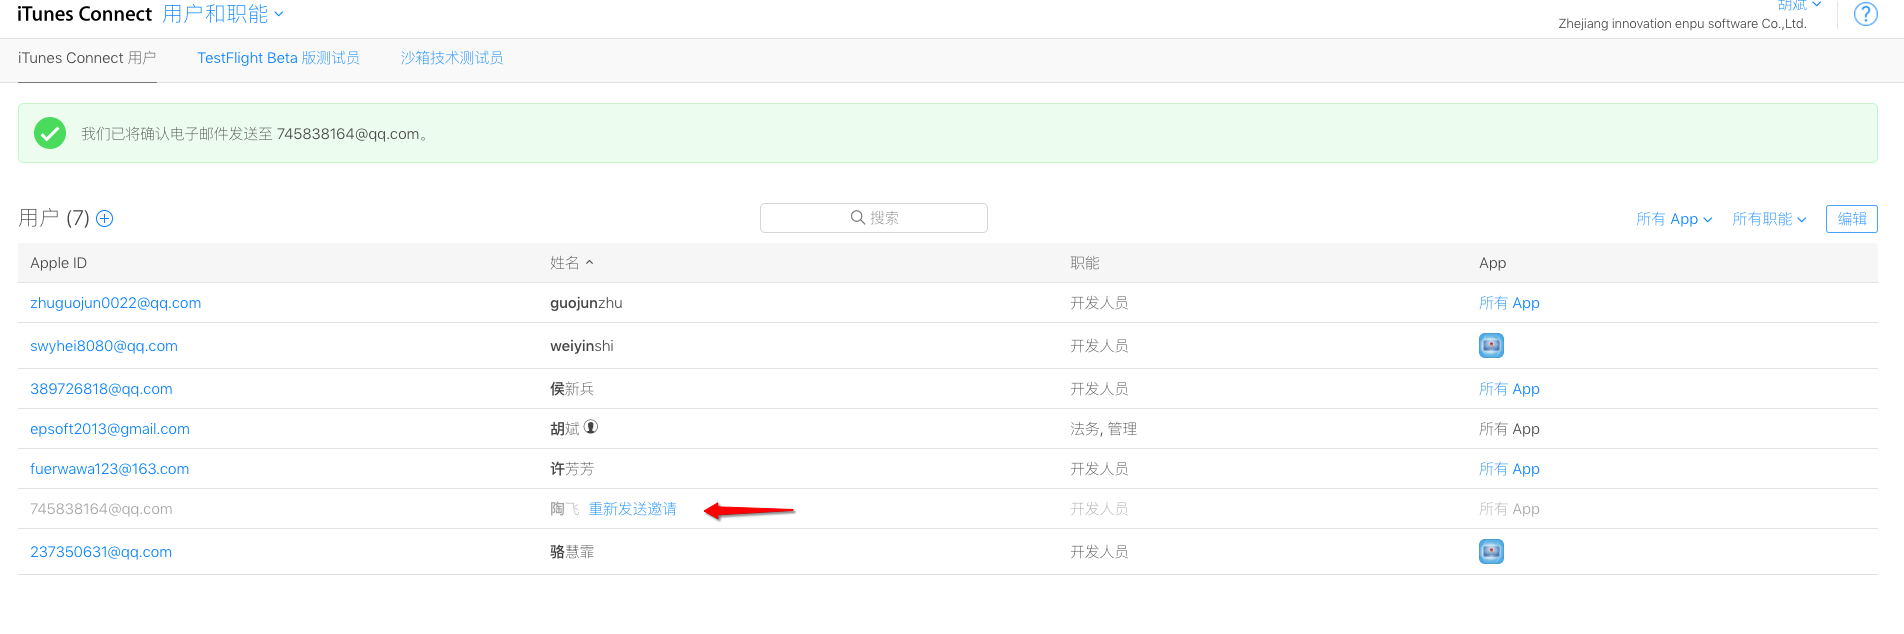 iTunes Connect 用户和职能
胡斌
Zhejiang innovation enpu software Co.,Ltd.
?
iTunes Connect 用户 TestFlight Beta 版测试员 沙箱技术测试员
我们已将确认电子邮件发送至 745838164@qq.com。
用户 (7) 搜索 所有 App 所有职能 编辑
Apple ID 姓名 职能 App
zhuguojun0022@qq.com guojunzhu 开发人员 所有 App
swyhei8080@qq.com weiyinshi 开发人员
389726818@qq.com 侯新兵 开发人员 所有 App
epsoft2013@gmail.com 胡斌 法务, 管理 所有 App
fuerwawa123@163.com 许芳芳 开发人员 所有 App
745838164@qq.com 陶飞 重新发送邀请 开发人员 所有 App
237350631@qq.com 骆慧霏 开发人员